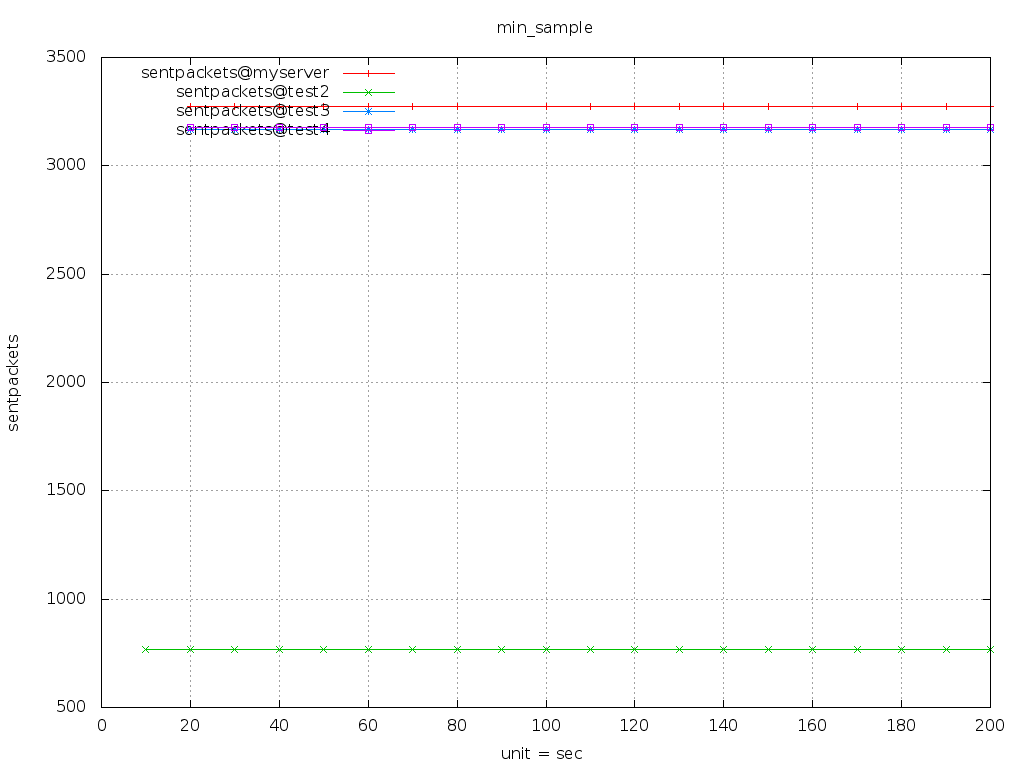 min_sample
3500
3000
2500
2000
1500
1000
500
sentpackets@myserver
sentpackets@test2
sentpackets@test3
sentpackets@test4
sentpackets
0 20 40 60 80 100 120 140 160 180 200
unit = sec